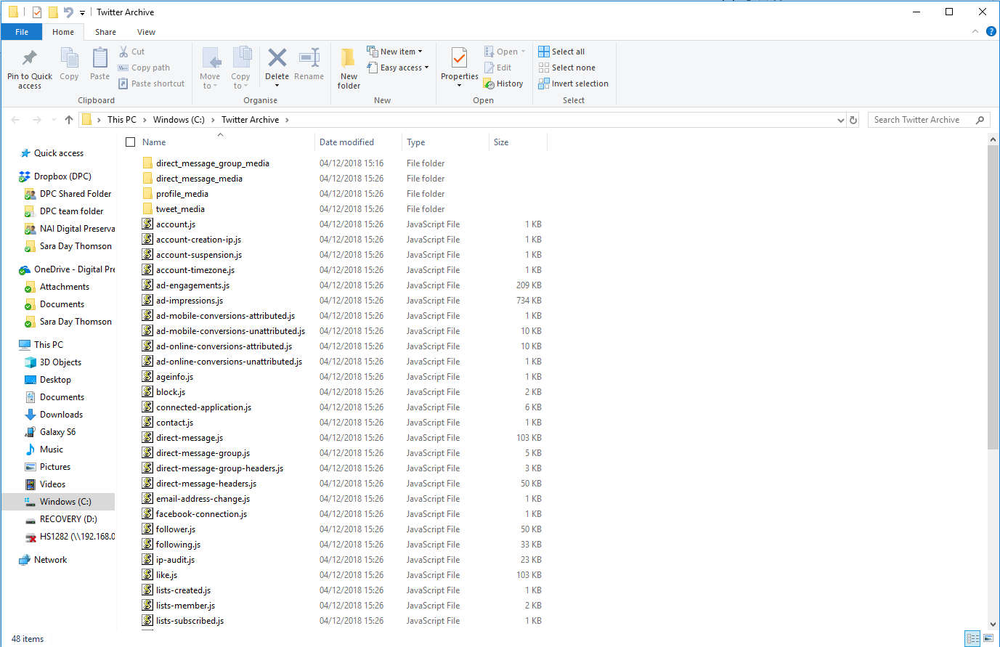 Twitter Archive
File Home Share View
Pin to Quick access
Copy
Paste
Cut
Copy path
Paste shortcut
Clipboard
Move to
Copy to
Delete
Rename
Organise
New folder
New item
Easy access
New
Properties
Open
Edit
History
Open
Select all
Select none
Invert selection
Select
This PC > Windows (C:) > Twitter Archive >
Search Twitter Archive
Quick access
Dropbox (DPC)
DPC Shared Folder
DPC team folder
NAI Digital Preserva
Sara Day Thomson
OneDrive - Digital Pre
Attachments
Documents
Sara Day Thomson
This PC
3D Objects
Desktop
Documents
Downloads
Galaxy S6
Music
Pictures
Videos
Windows (C:)
RECOVERY (D:)
HS1282 (\\192.168.0
Network
Name Date modified Type Size
direct_message_group_media 04/12/2018 15:16 File folder
direct_message_media 04/12/2018 15:26 File folder
profile_media 04/12/2018 15:26 File folder
tweet_media 04/12/2018 15:26 File folder
account.js 04/12/2018 15:26 JavaScript File 1 KB
account-creation-ip.js 04/12/2018 15:26 JavaScript File 1 KB
account-suspension.js 04/12/2018 15:26 JavaScript File 1 KB
account-timezone.js 04/12/2018 15:26 JavaScript File 1 KB
ad-engagements.js 04/12/2018 15:26 JavaScript File 209 KB
ad-impressions.js 04/12/2018 15:26 JavaScript File 734 KB
ad-mobile-conversions-attributed.js 04/12/2018 15:26 JavaScript File 1 KB
ad-mobile-conversions-unattributed.js 04/12/2018 15:26 JavaScript File 10 KB
ad-online-conversions-attributed.js 04/12/2018 15:26 JavaScript File 10 KB
ad-online-conversions-unattributed.js 04/12/2018 15:26 JavaScript File 1 KB
ageinfo.js 04/12/2018 15:26 JavaScript File 1 KB
block.js 04/12/2018 15:26 JavaScript File 2 KB
connected-application.js 04/12/2018 15:26 JavaScript File 6 KB
contact.js 04/12/2018 15:26 JavaScript File 1 KB
direct-message.js 04/12/2018 15:26 JavaScript File 103 KB
direct-message-group.js 04/12/2018 15:26 JavaScript File 5 KB
direct-message-group-headers.js 04/12/2018 15:26 JavaScript File 3 KB
direct-message-headers.js 04/12/2018 15:26 JavaScript File 50 KB
email-address-change.js 04/12/2018 15:26 JavaScript File 1 KB
facebook-connection.js 04/12/2018 15:26 JavaScript File 1 KB
follower.js 04/12/2018 15:26 JavaScript File 50 KB
following.js 04/12/2018 15:26 JavaScript File 33 KB
ip-audit.js 04/12/2018 15:26 JavaScript File 23 KB
like.js 04/12/2018 15:26 JavaScript File 103 KB
lists-created.js 04/12/2018 15:26 JavaScript File 1 KB
lists-member.js 04/12/2018 15:26 JavaScript File 2 KB
lists-subscribed.js 04/12/2018 15:26 JavaScript File 1 KB
48 items